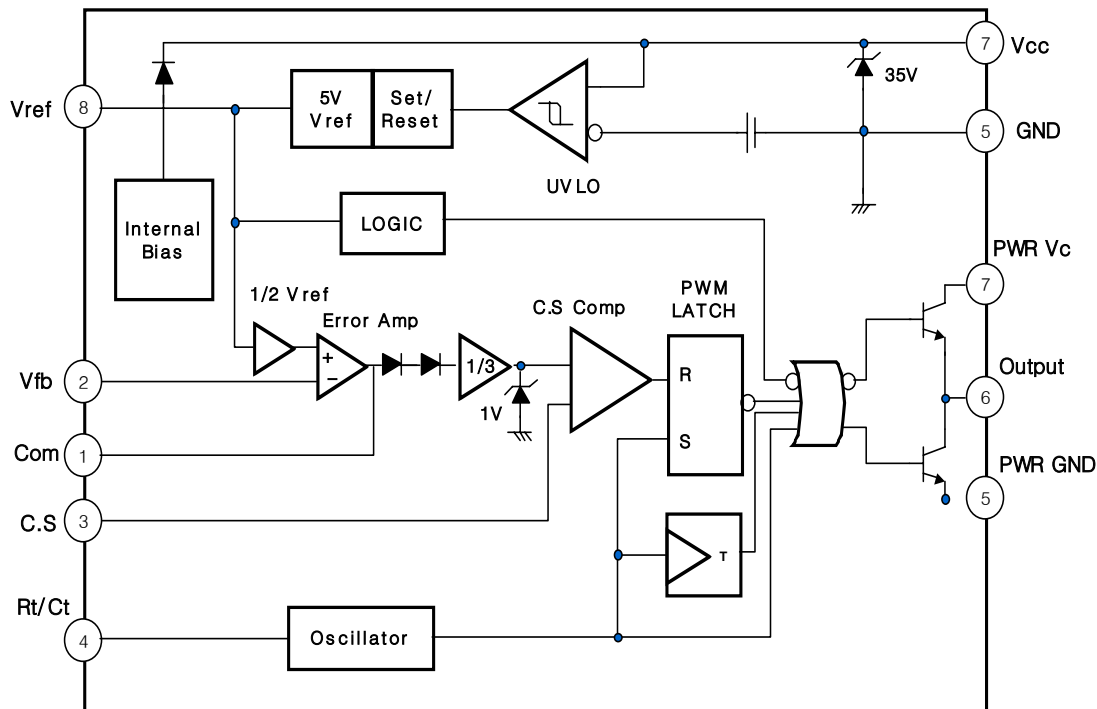 7
Vcc
35V
Vref
8
5V
Vref
Set/
Reset
5
GND
UVLO
Internal
Bias
LOGIC
PWR Vc
7
1/2 Vref
Error Amp
C.S Comp
PWM
LATCH
+
−
1/3
1V
R
S
Vfb
2
Output
6
Com
1
PWR GND
5
C.S
3
T
Rt/Ct
4
Oscillator